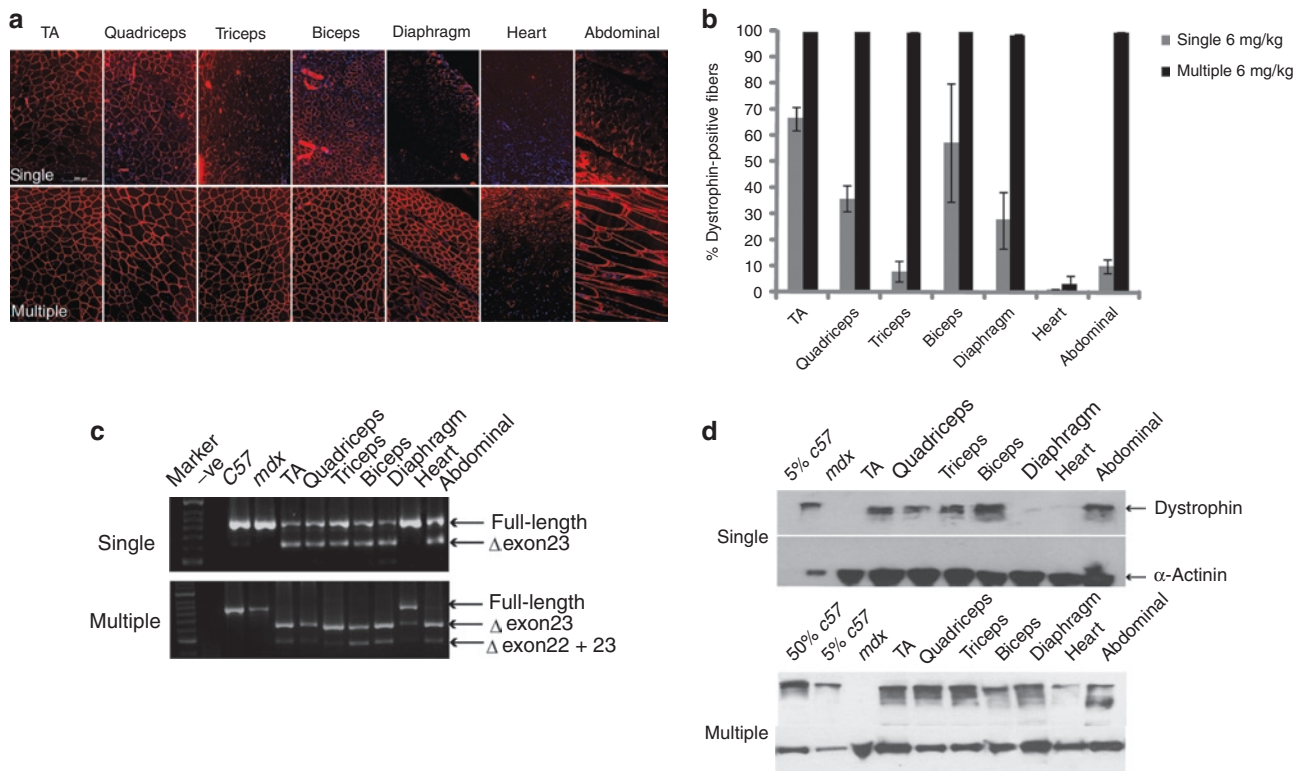 a
TA Quadriceps Triceps Biceps Diaphragm Heart Abdominal
Single
Multiple
b
% Dystrophin-positive fibers
100
90
80
70
60
50
40
30
20
10
0
TA Quadriceps Triceps Biceps Diaphragm Heart Abdominal
Single 6 mg/kg
Multiple 6 mg/kg
c
Marker –ve C57 mdx TA Quadriceps Triceps Biceps Diaphragm Heart Abdominal
Single
Full-length
Δexon23
Multiple
Full-length
Δ exon23
Δ exon22 + 23
d
5% c57 mdx TA Quadriceps Triceps Biceps Diaphragm Heart Abdominal
Single
Dystrophin
α-Actinin
50% c57 5% c57 mdx TA Quadriceps Triceps Biceps Diaphragm Heart Abdominal
Multiple